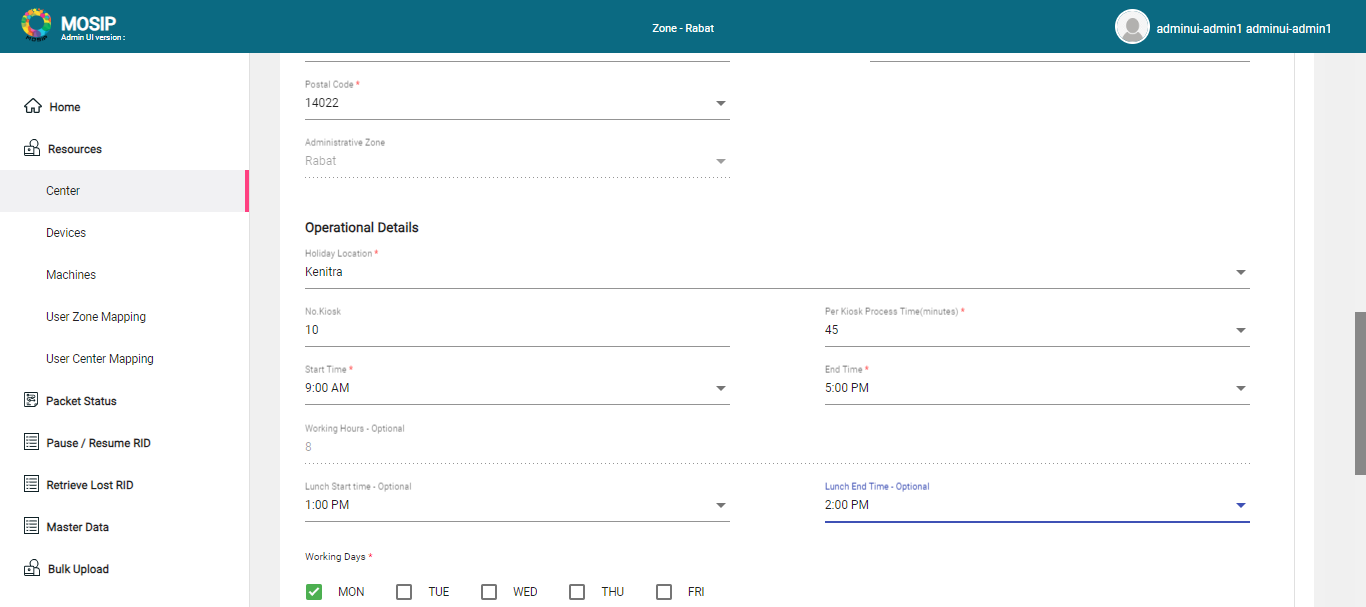 MOSIP
Admin UI version :
Zone - Rabat
adminui-admin1 adminui-admin1
Home
Resources
Center
Devices
Machines
User Zone Mapping
User Center Mapping
Packet Status
Pause / Resume RID
Retrieve Lost RID
Master Data
Bulk Upload
Postal Code *
14022
Administrative Zone
Rabat
Operational Details
Holiday Location *
Kenitra
No.Kiosk
10
Per Kiosk Process Time(minutes) *
45
Start Time *
9:00 AM
End Time *
5:00 PM
Working Hours - Optional
8
Lunch Start time - Optional
1:00 PM
Lunch End Time - Optional
2:00 PM
Working Days *
MON TUE WED THU FRI